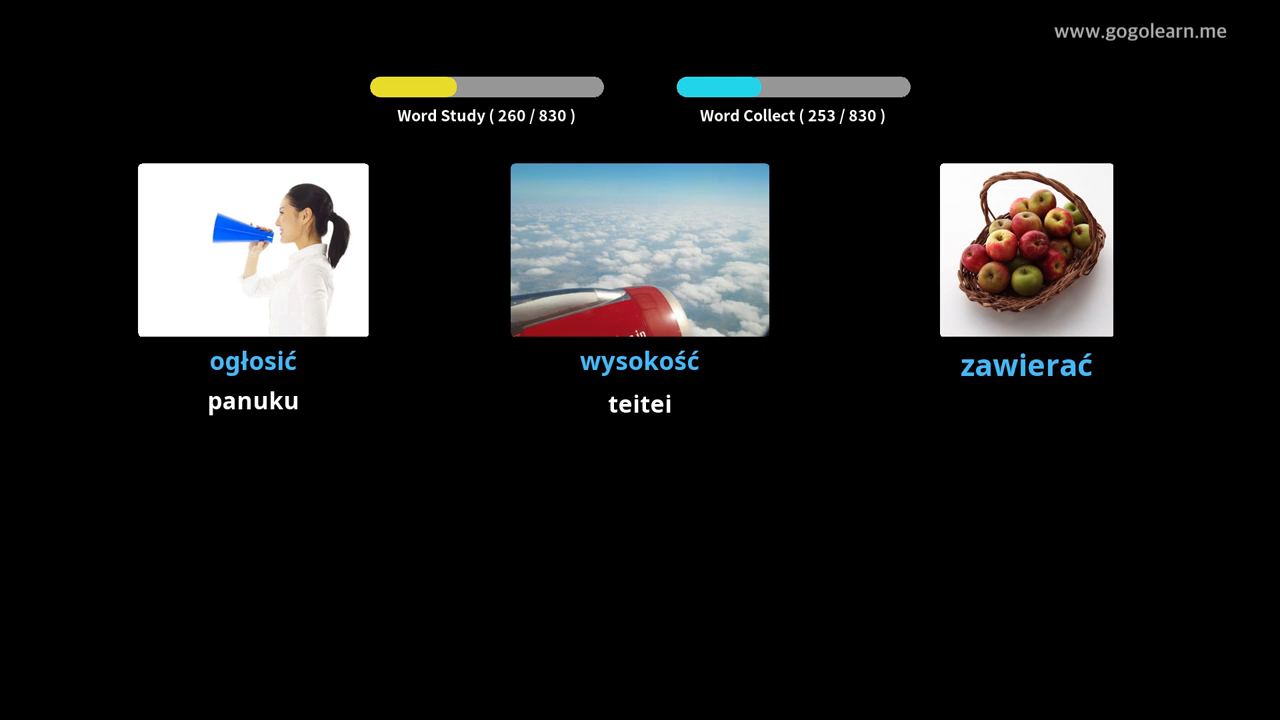 www.gogolearn.me
Word Study ( 260 / 830 )
Word Collect ( 253 / 830 )
ogłosić
wysokość
zawierać
panuku
teitei